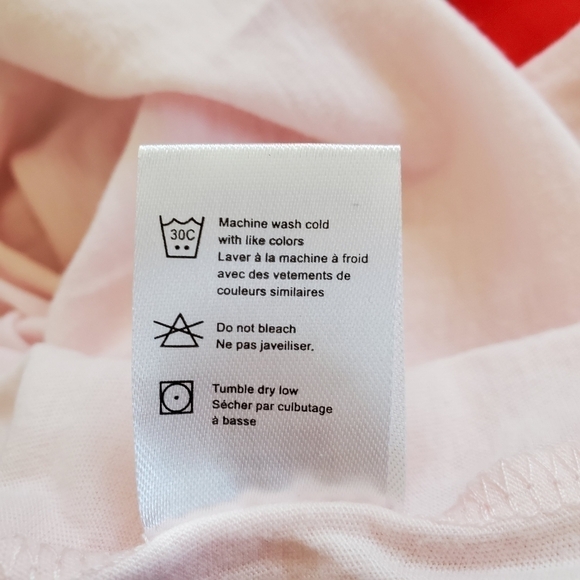 30C
Machine wash cold
with like colors
Laver à la machine à froid
avec des vetements de
couleurs similaires
Do not bleach
Ne pas javeiliser.
Tumble dry low
Sécher par culbutage
à basse